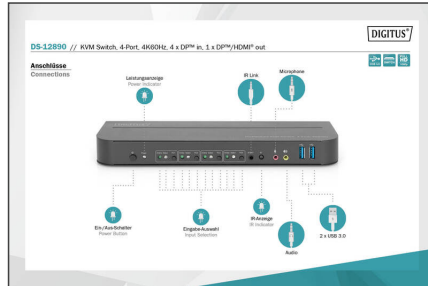 DIGITUS®
DS-12890 // KVM Switch, 4-Port, 4K60Hz, 4 x DP™ in, 1 x DP™/HDMI® out
Anschlüsse
Connections
Leistungsanzeige
Power Indicator
IR Link
Microphone
Ein-/Aus-Schalter
Power Button
Eingabe-Auswahl
Input Selection
IR-Anzeige
IR Indicator
Audio
2 x USB 3.0